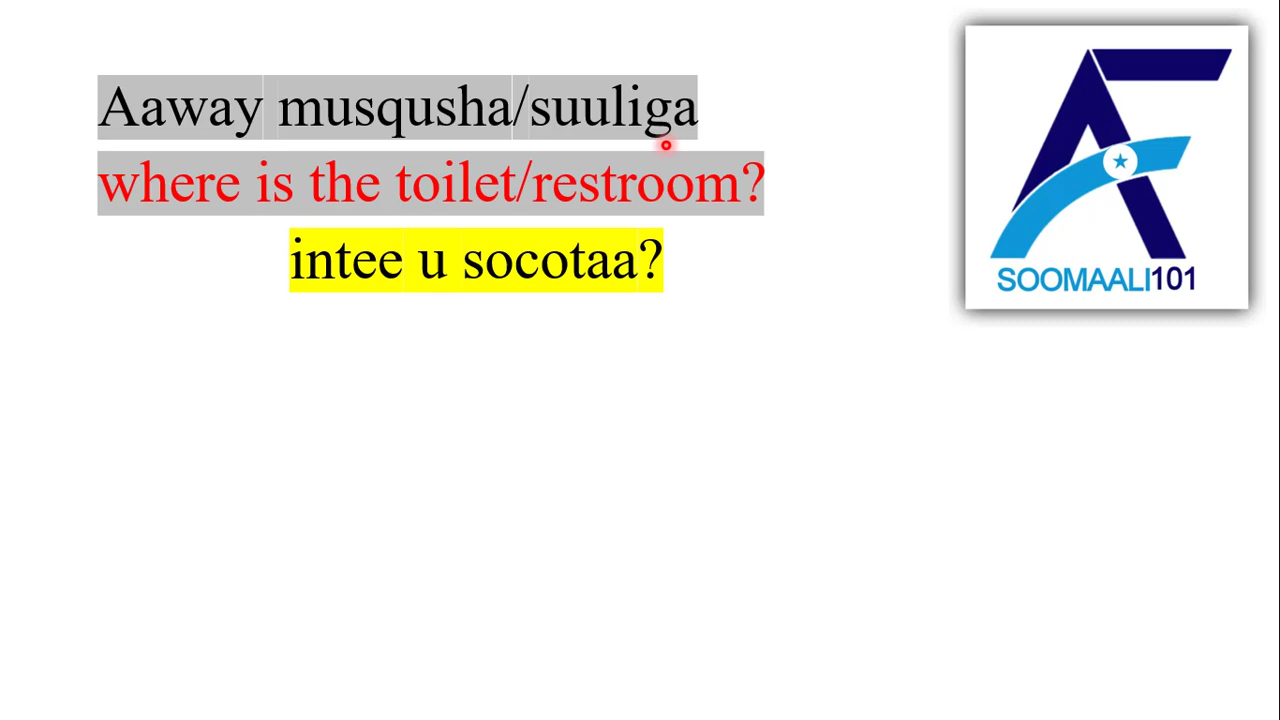 Aaway musqusha/suuliga
where is the toilet/restroom?
intee u socotaa?
SOOMAALI101